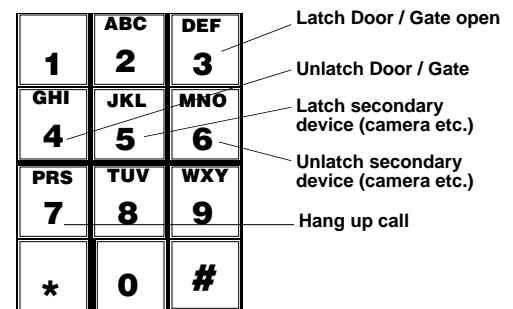 ABC DEF
1 2 3
GHI JKL MNO
4 5 6
PRS TUV WXY
7 8 9
* 0 #
Latch Door / Gate open
Unlatch Door / Gate
Latch secondary
device (camera etc.)
Unlatch secondary
device (camera etc.)
Hang up call